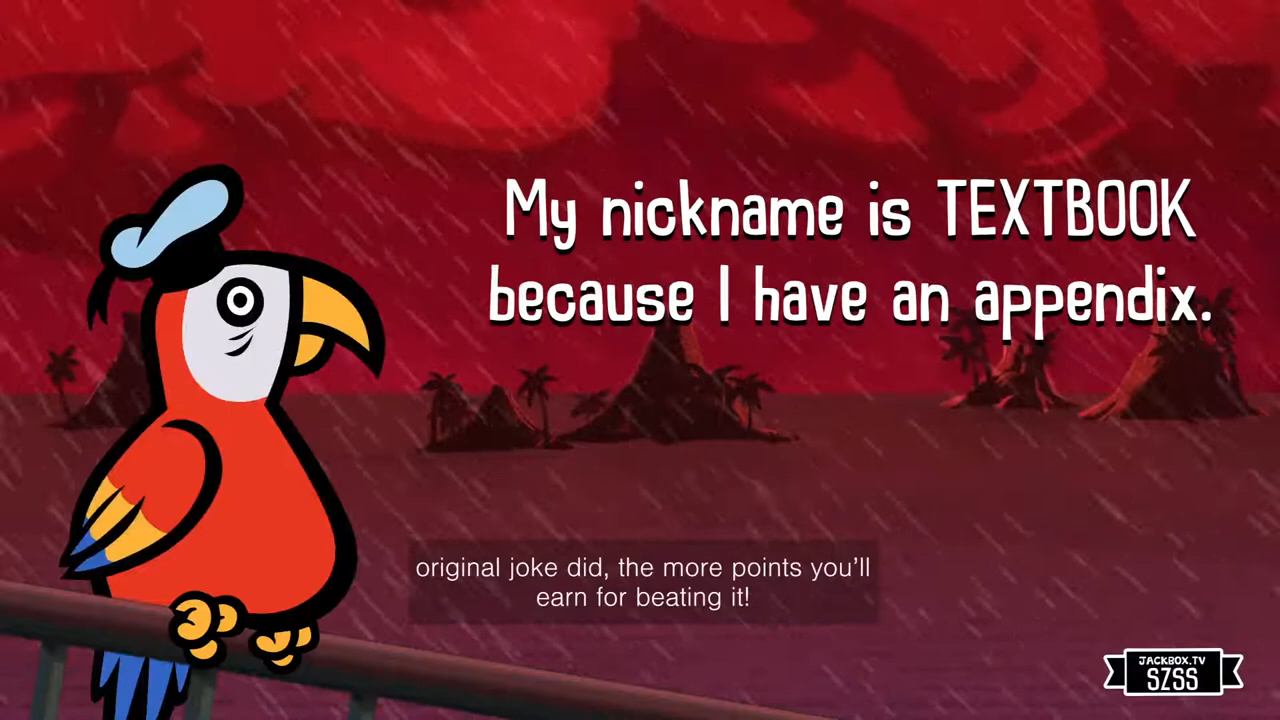 My nickname is TEXTBOOK
because I have an appendix.
original joke did, the more points you'll
earn for beating it!
JACKBOX.TV
SZSS